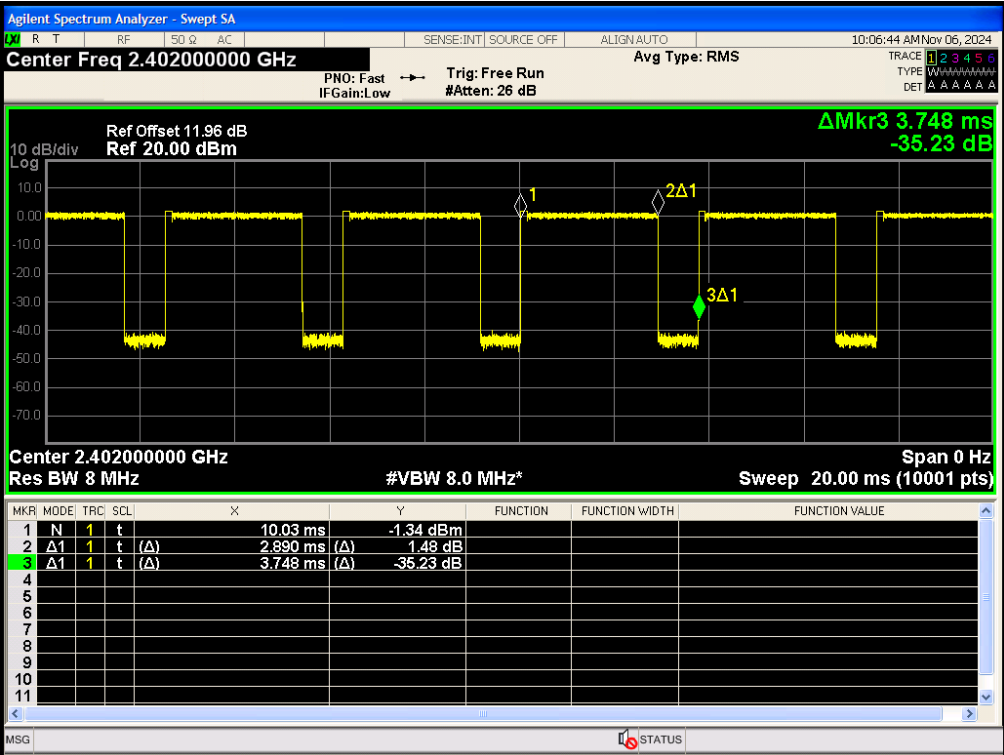 Agilent Spectrum Analyzer - Swept SA
LXI R T RF 50 Ω AC SENSE:INT SOURCE OFF ALIGN AUTO 10:06:44 AM Nov 06, 2024
Center Freq 2.402000000 GHz
Avg Type: RMS
TRACE 1 2 3 4 5 6
PNO: Fast
Trig: Free Run
TYPE WWWWWW
IFGain:Low
#Atten: 26 dB
DET A A A A A A
ΔMkr3 3.748 ms
-35.23 dB
Ref Offset 11.96 dB
10 dB/div Ref 20.00 dBm
Log
10.0
0.00
-10.0
-20.0
-30.0
-40.0
-50.0
-60.0
-70.0
1
2Δ1
3Δ1
Center 2.402000000 GHz Span 0 Hz
Res BW 8 MHz #VBW 8.0 MHz* Sweep 20.00 ms (10001 pts)
MKR MODE TRC SCL X Y FUNCTION FUNCTION WIDTH FUNCTION VALUE
1 N 1 t 10.03 ms -1.34 dBm
2 Δ1 1 t (Δ) 2.890 ms (Δ) 1.48 dB
3 Δ1 1 t (Δ) 3.748 ms (Δ) -35.23 dB
4
5
6
7
8
9
10
11
MSG STATUS